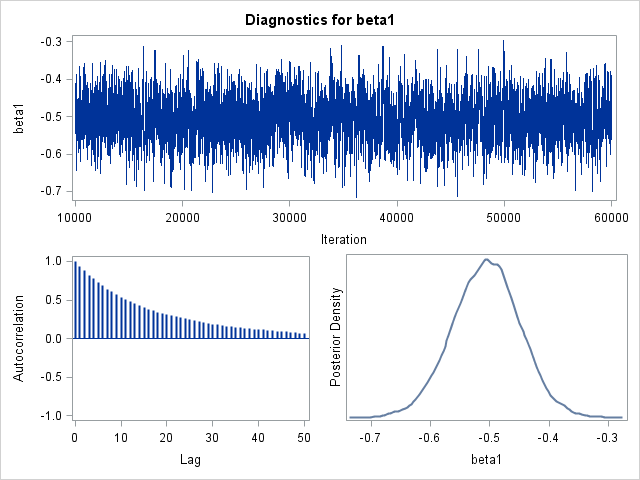 Diagnostics for beta1
-0.3
-0.4
-0.5
-0.6
-0.7
beta1
10000 20000 30000 40000 50000 60000
Iteration
1.0
0.5
0.0
-0.5
-1.0
Autocorrelation
0 10 20 30 40 50
Lag
Posterior Density
-0.7 -0.6 -0.5 -0.4 -0.3
beta1